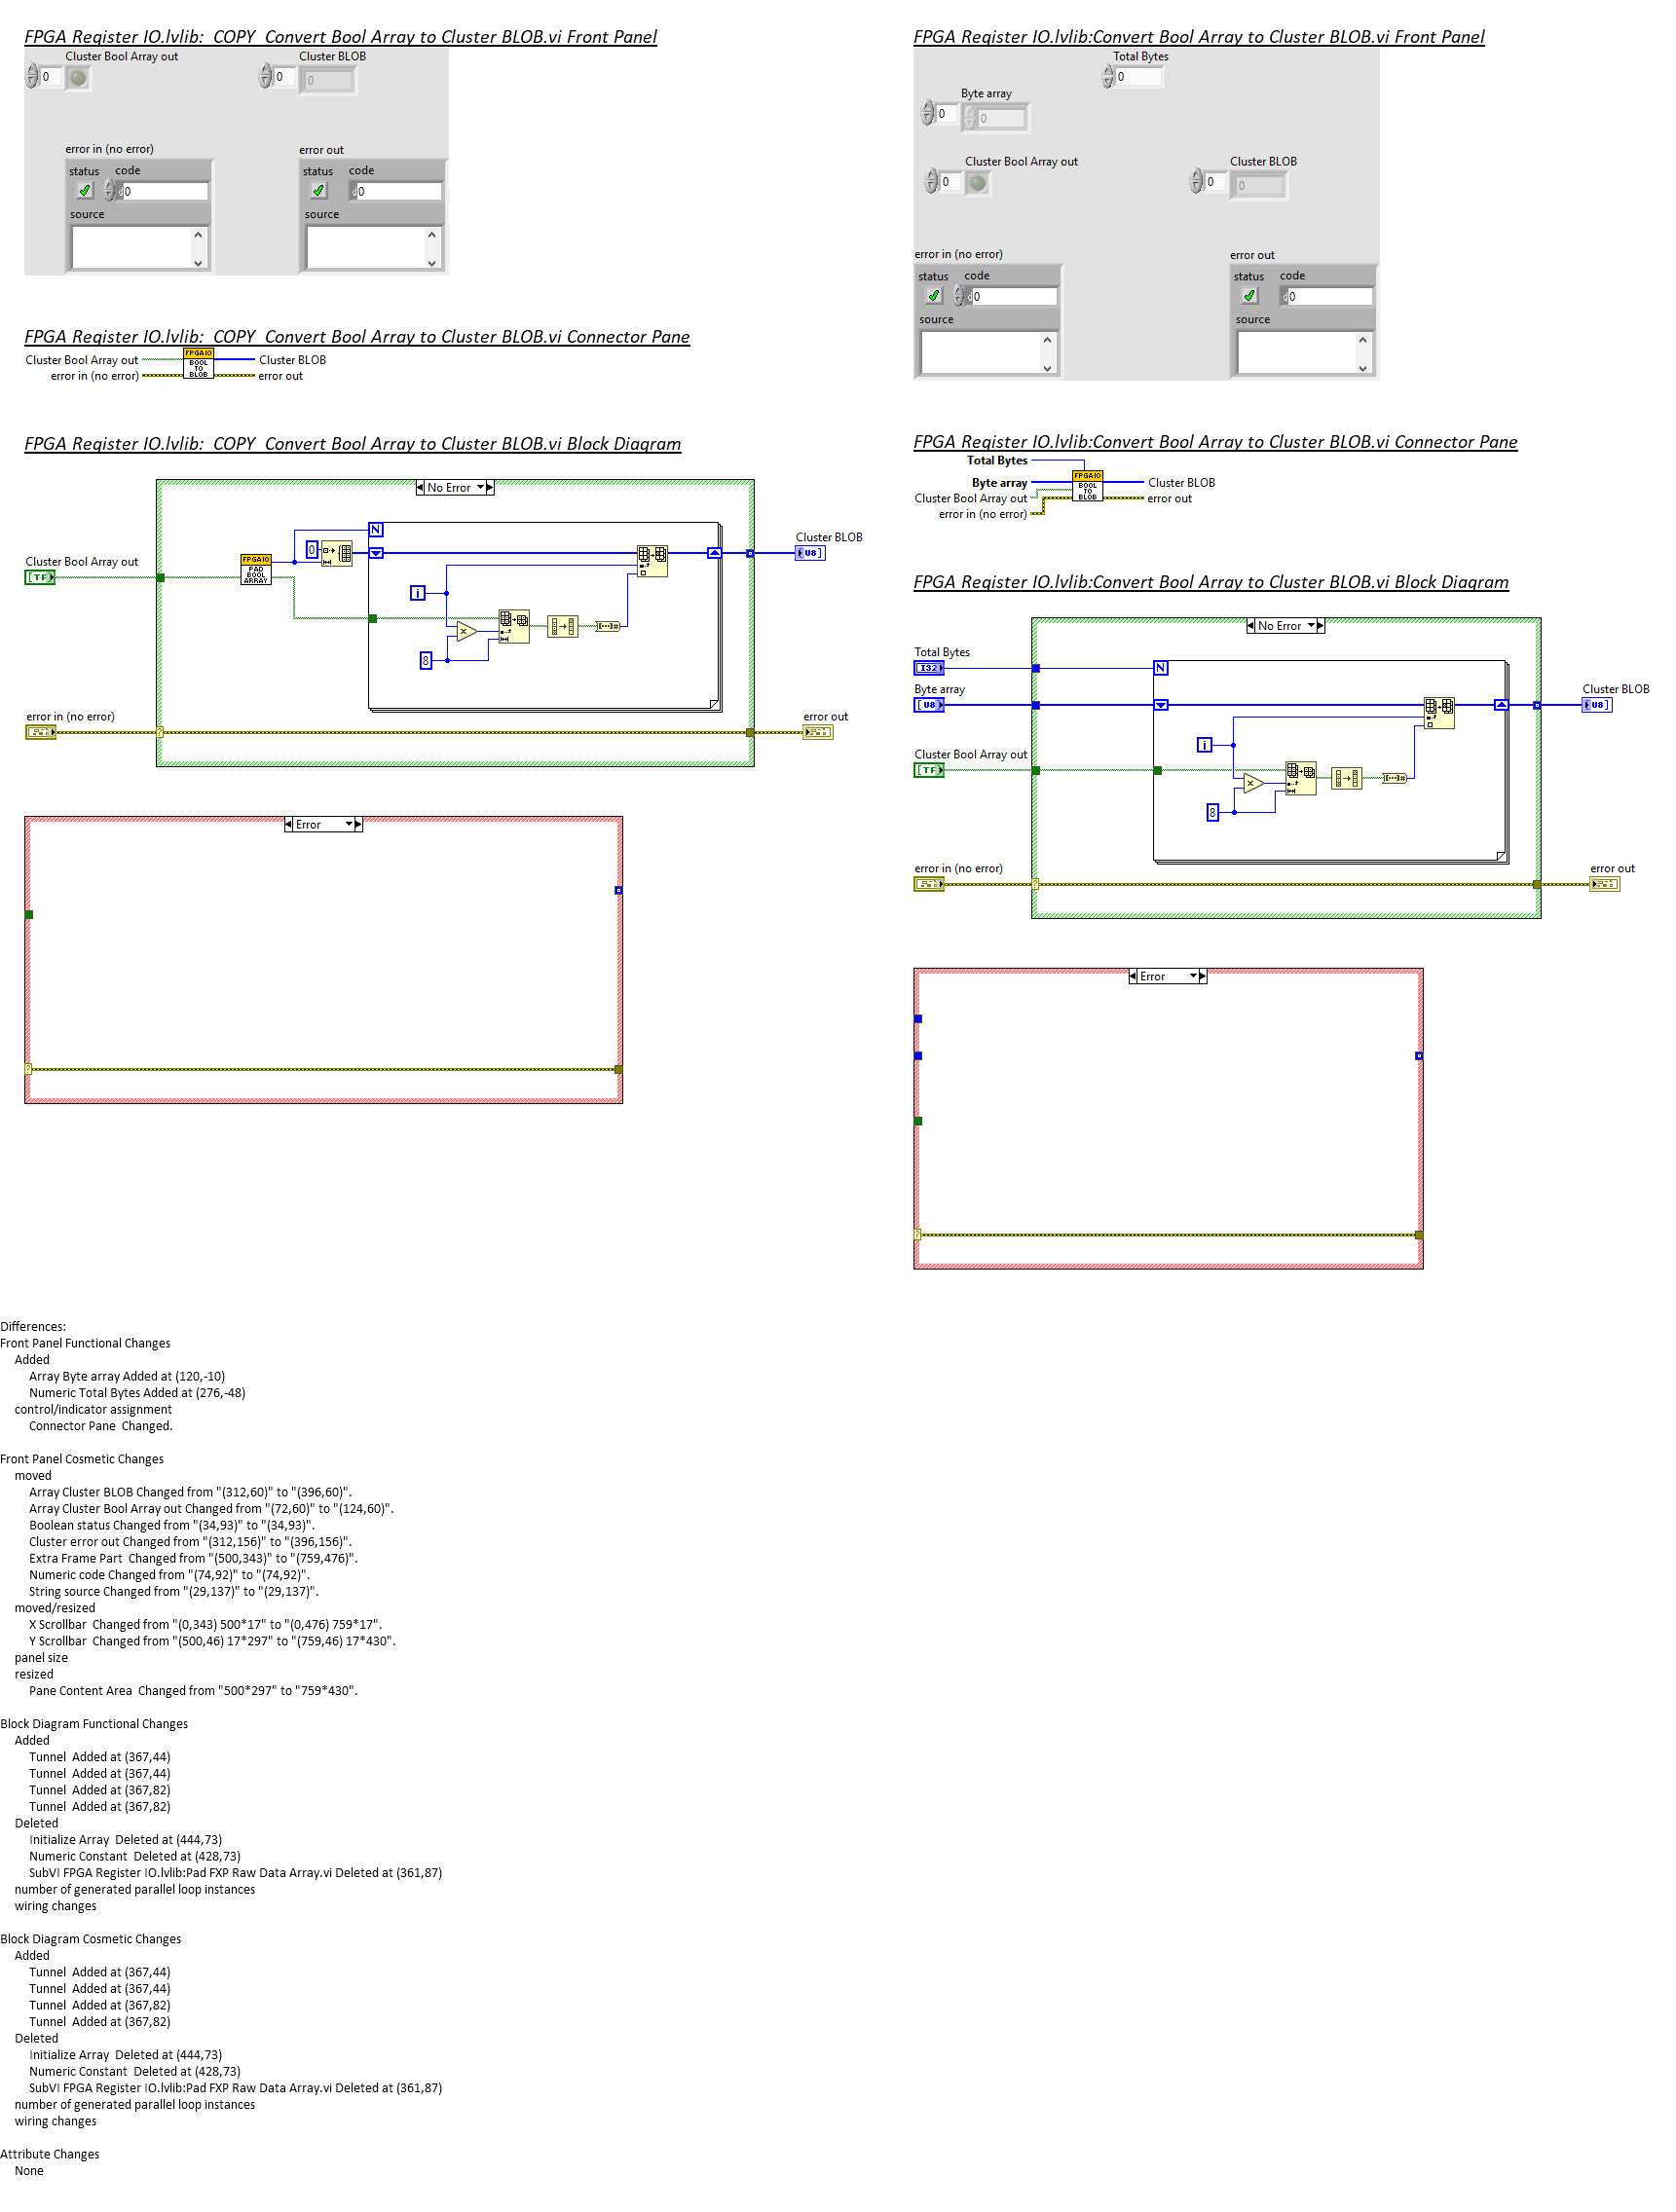 FPGA Register IO.lvlib:  COPY  Convert Bool Array to Cluster BLOB.vi Front Panel
Cluster Bool Array out
Cluster BLOB
0
0
0
error in (no error)
error out
status
code
status
code
0
0
source
source
FPGA Register IO.lvlib:  COPY  Convert Bool Array to Cluster BLOB.vi Connector Pane
Cluster Bool Array out
error in (no error)
FPGA IO
BOOL
TO
BLOB
Cluster BLOB
error out
FPGA Register IO.lvlib:  COPY  Convert Bool Array to Cluster BLOB.vi Block Diagram
No Error
N
0
Cluster BLOB
U8
Cluster Bool Array out
TF
FPGA IO
PAD
BOOL
ARRAY
i
x
8
error in (no error)
error out
?
Error
?
FPGA Register IO.lvlib:Convert Bool Array to Cluster BLOB.vi Front Panel
Total Bytes
0
Byte array
0
0
Cluster Bool Array out
Cluster BLOB
0
0
0
error in (no error)
error out
status
code
status
code
0
0
source
source
FPGA Register IO.lvlib:Convert Bool Array to Cluster BLOB.vi Connector Pane
Total Bytes
Byte array
Cluster Bool Array out
error in (no error)
FPGA IO
BOOL
TO
BLOB
Cluster BLOB
error out
FPGA Register IO.lvlib:Convert Bool Array to Cluster BLOB.vi Block Diagram
No Error
Total Bytes
I32
N
Byte array
U8
Cluster BLOB
U8
i
Cluster Bool Array out
TF
x
8
error in (no error)
error out
?
Error
?
Differences:
Front Panel Functional Changes
Added
Array Byte array Added at (120,-10)
Numeric Total Bytes Added at (276,-48)
control/indicator assignment
Connector Pane  Changed.
Front Panel Cosmetic Changes
moved
Array Cluster BLOB Changed from "(312,60)" to "(396,60)".
Array Cluster Bool Array out Changed from "(72,60)" to "(124,60)".
Boolean status Changed from "(34,93)" to "(34,93)".
Cluster error out Changed from "(312,156)" to "(396,156)".
Extra Frame Part  Changed from "(500,343)" to "(759,476)".
Numeric code Changed from "(74,92)" to "(74,92)".
String source Changed from "(29,137)" to "(29,137)".
moved/resized
X Scrollbar  Changed from "(0,343) 500*17" to "(0,476) 759*17".
Y Scrollbar  Changed from "(500,46) 17*297" to "(759,46) 17*430".
panel size
resized
Pane Content Area  Changed from "500*297" to "759*430".
Block Diagram Functional Changes
Added
Tunnel  Added at (367,44)
Tunnel  Added at (367,44)
Tunnel  Added at (367,82)
Tunnel  Added at (367,82)
Deleted
Initialize Array  Deleted at (444,73)
Numeric Constant  Deleted at (428,73)
SubVI FPGA Register IO.lvlib:Pad FXP Raw Data Array.vi Deleted at (361,87)
number of generated parallel loop instances
wiring changes
Block Diagram Cosmetic Changes
Added
Tunnel  Added at (367,44)
Tunnel  Added at (367,44)
Tunnel  Added at (367,82)
Tunnel  Added at (367,82)
Deleted
Initialize Array  Deleted at (444,73)
Numeric Constant  Deleted at (428,73)
SubVI FPGA Register IO.lvlib:Pad FXP Raw Data Array.vi Deleted at (361,87)
number of generated parallel loop instances
wiring changes
Attribute Changes
None